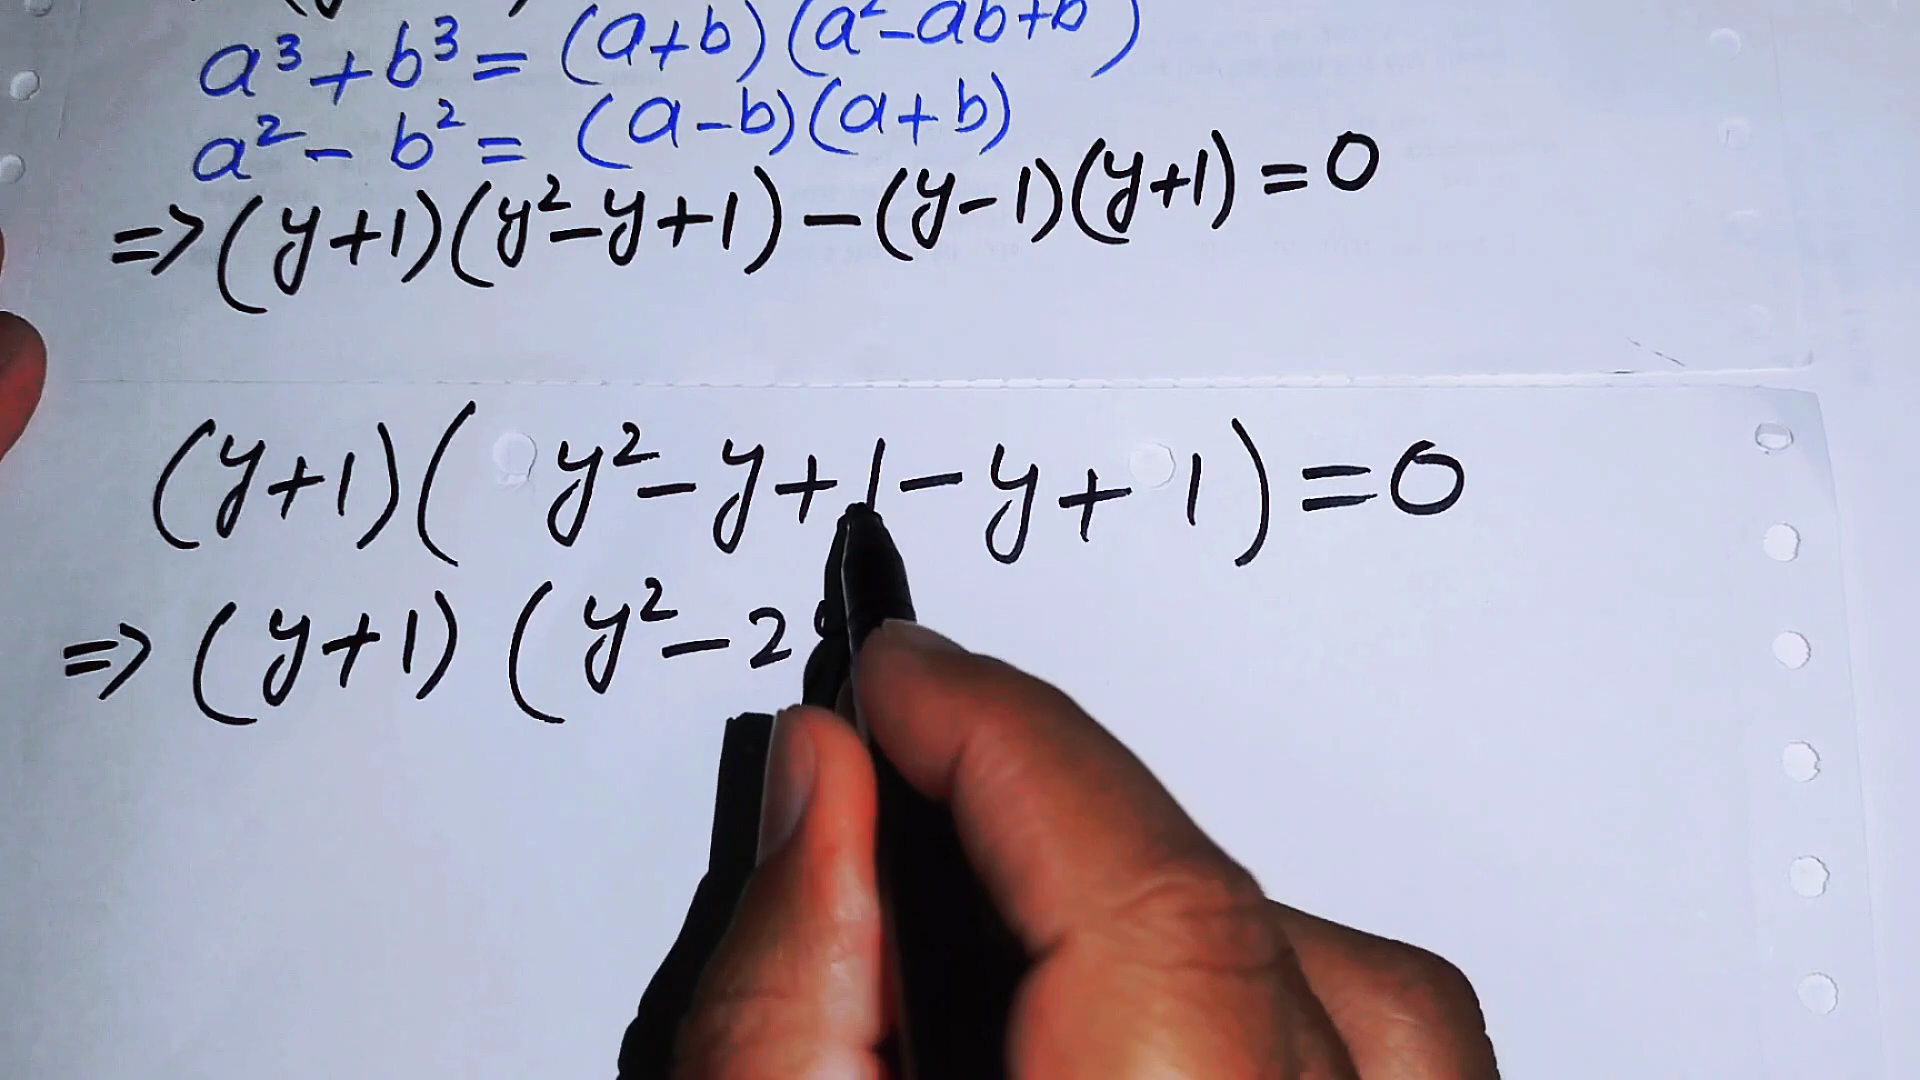 a³+b³=(a+b)(a²-ab+b
a²-b²=(a-b)(a+b)
=>(y+1)(y²-y+1)-(y-1)(y+1)=0
(y+1)(y²-y+1-y+1)=0
=>(y+1)(y²-2